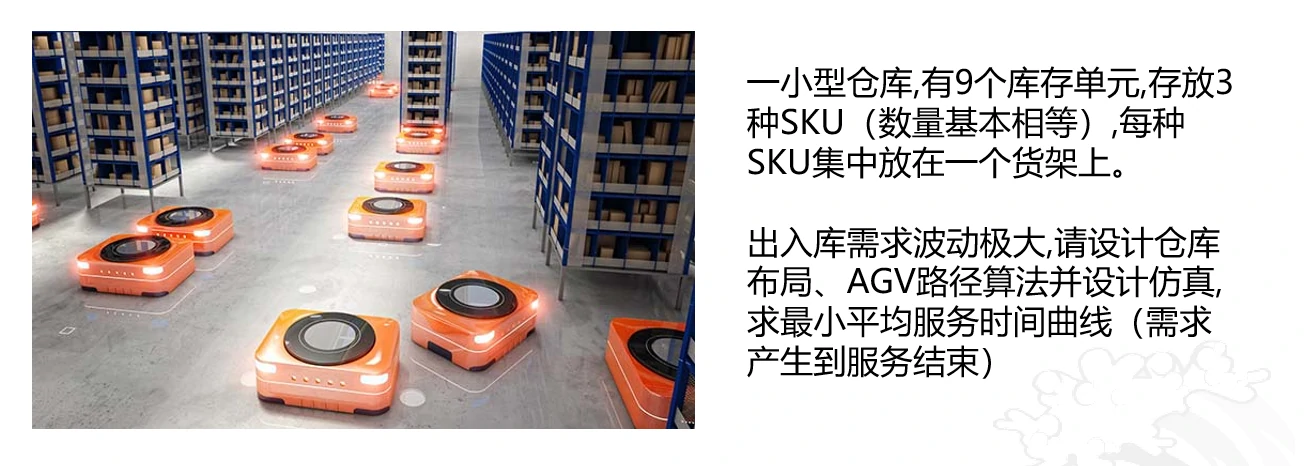 一小型仓库,有9个库存单元,存放3
种SKU（数量基本相等）,每种
SKU集中放在一个货架上。
出入库需求波动极大,请设计仓库
布局、AGV路径算法并设计仿真,
求最小平均服务时间曲线（需求
产生到服务结束）